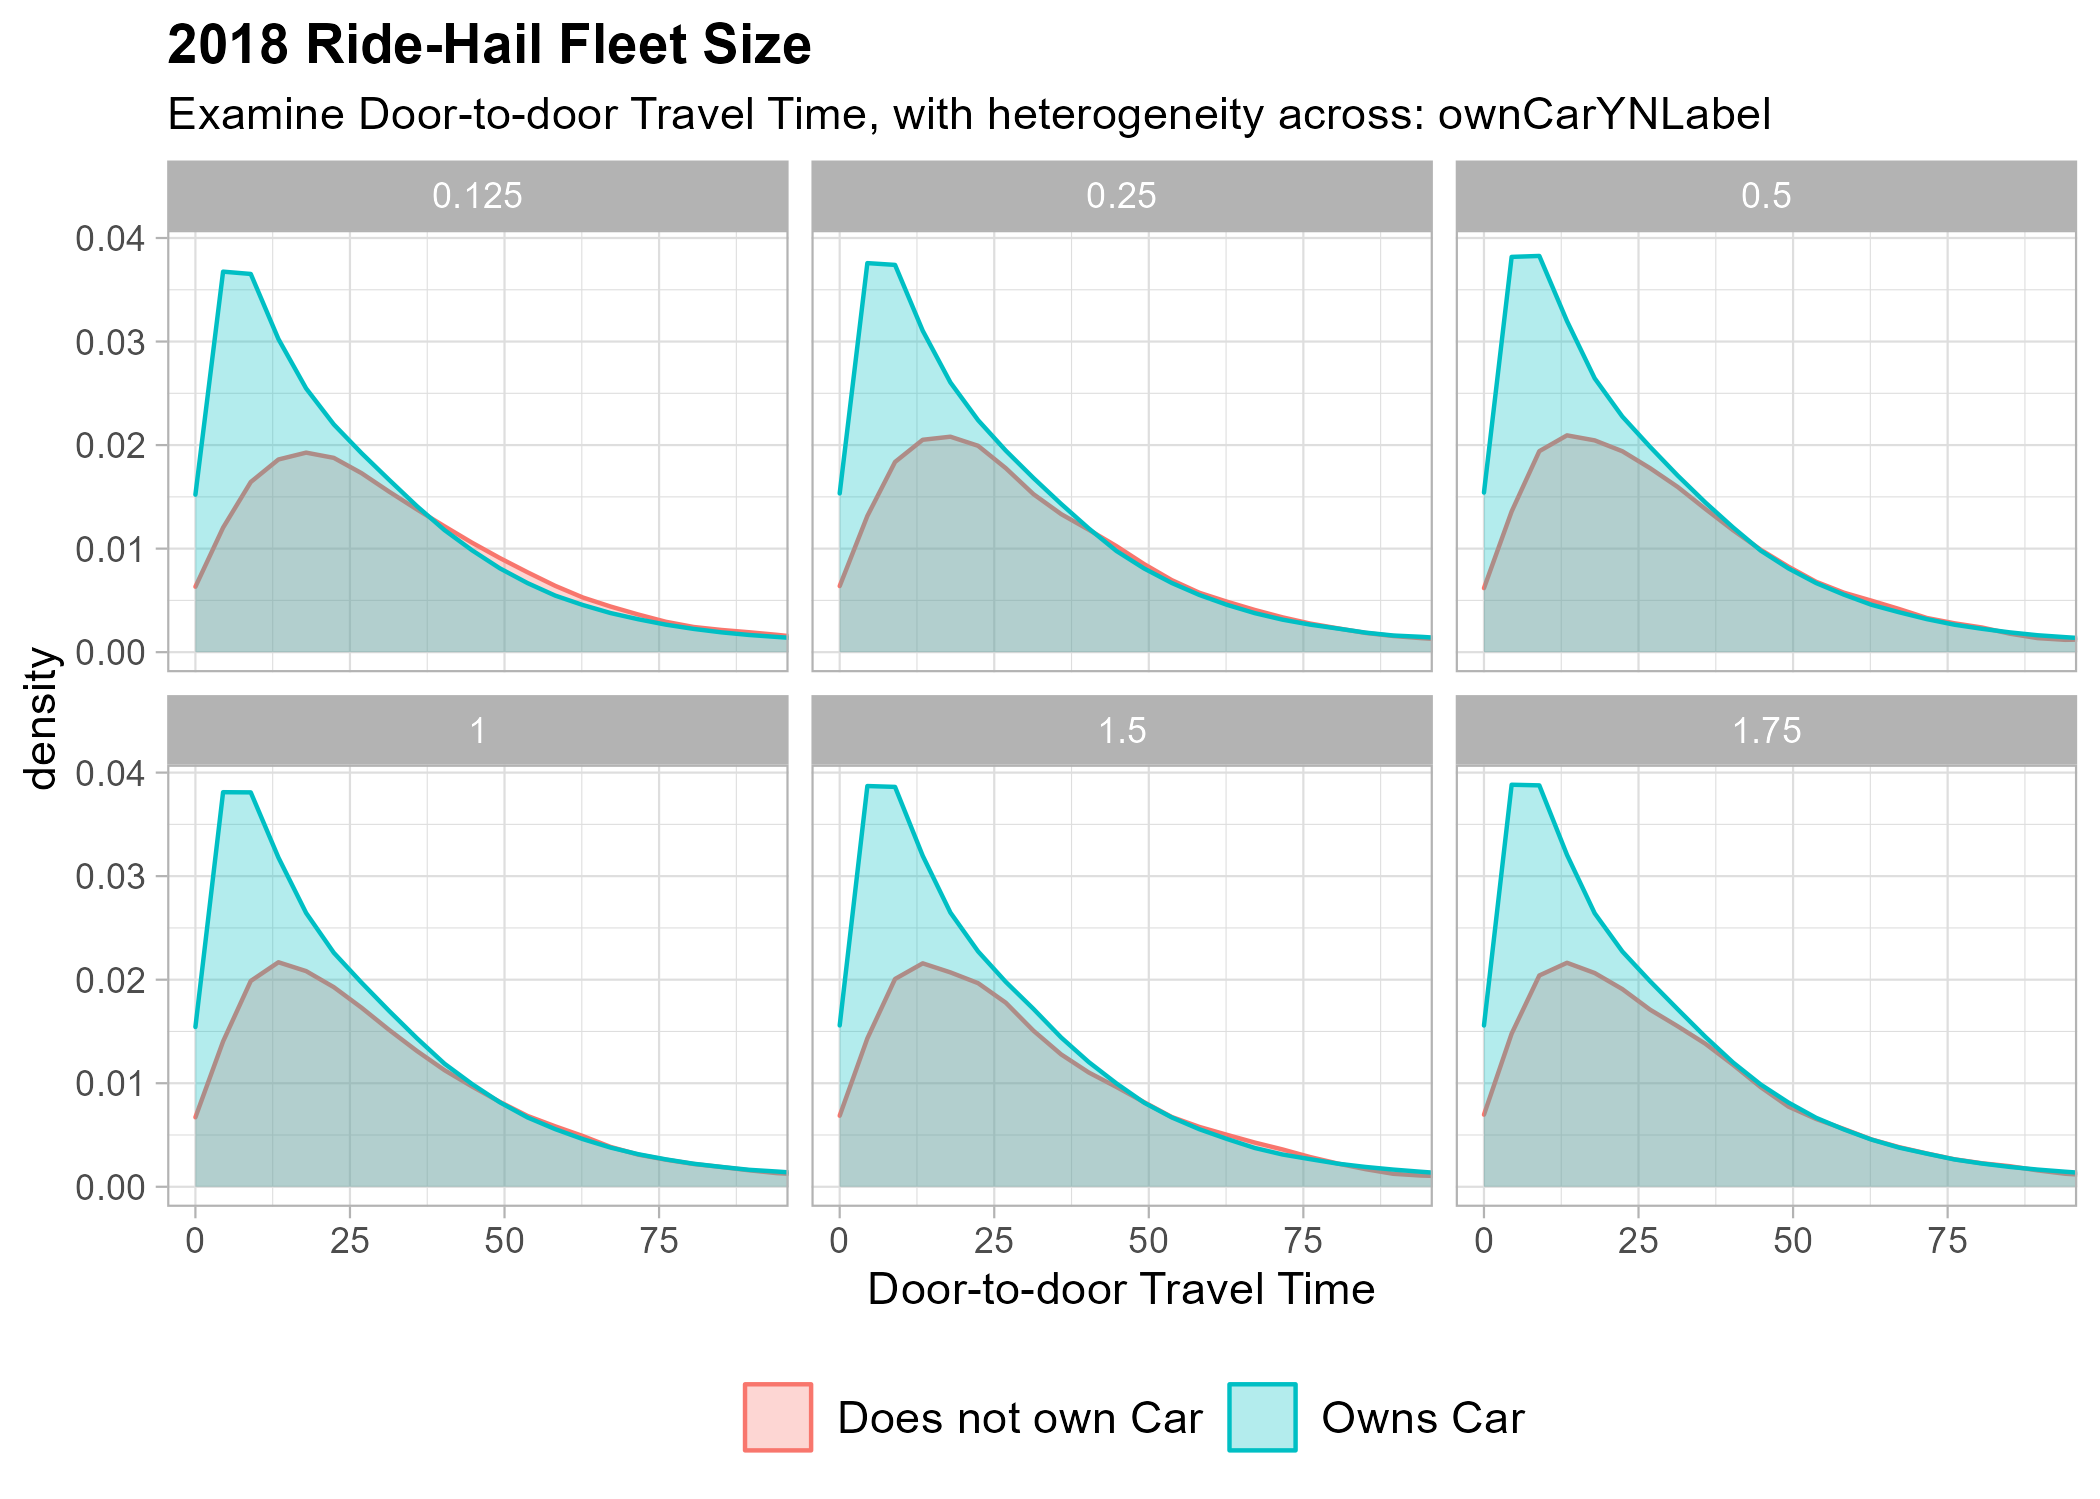 2018 Ride-Hail Fleet Size
Examine Door-to-door Travel Time, with heterogeneity across: ownCarYNLabel
0.125 0.25 0.5
0.04
0.03
0.02
0.01
0.00
density
1 1.5 1.75
0.04
0.03
0.02
0.01
0.00
0 25 50 75 0 25 50 75 0 25 50 75
Door-to-door Travel Time
Does not own Car Owns Car